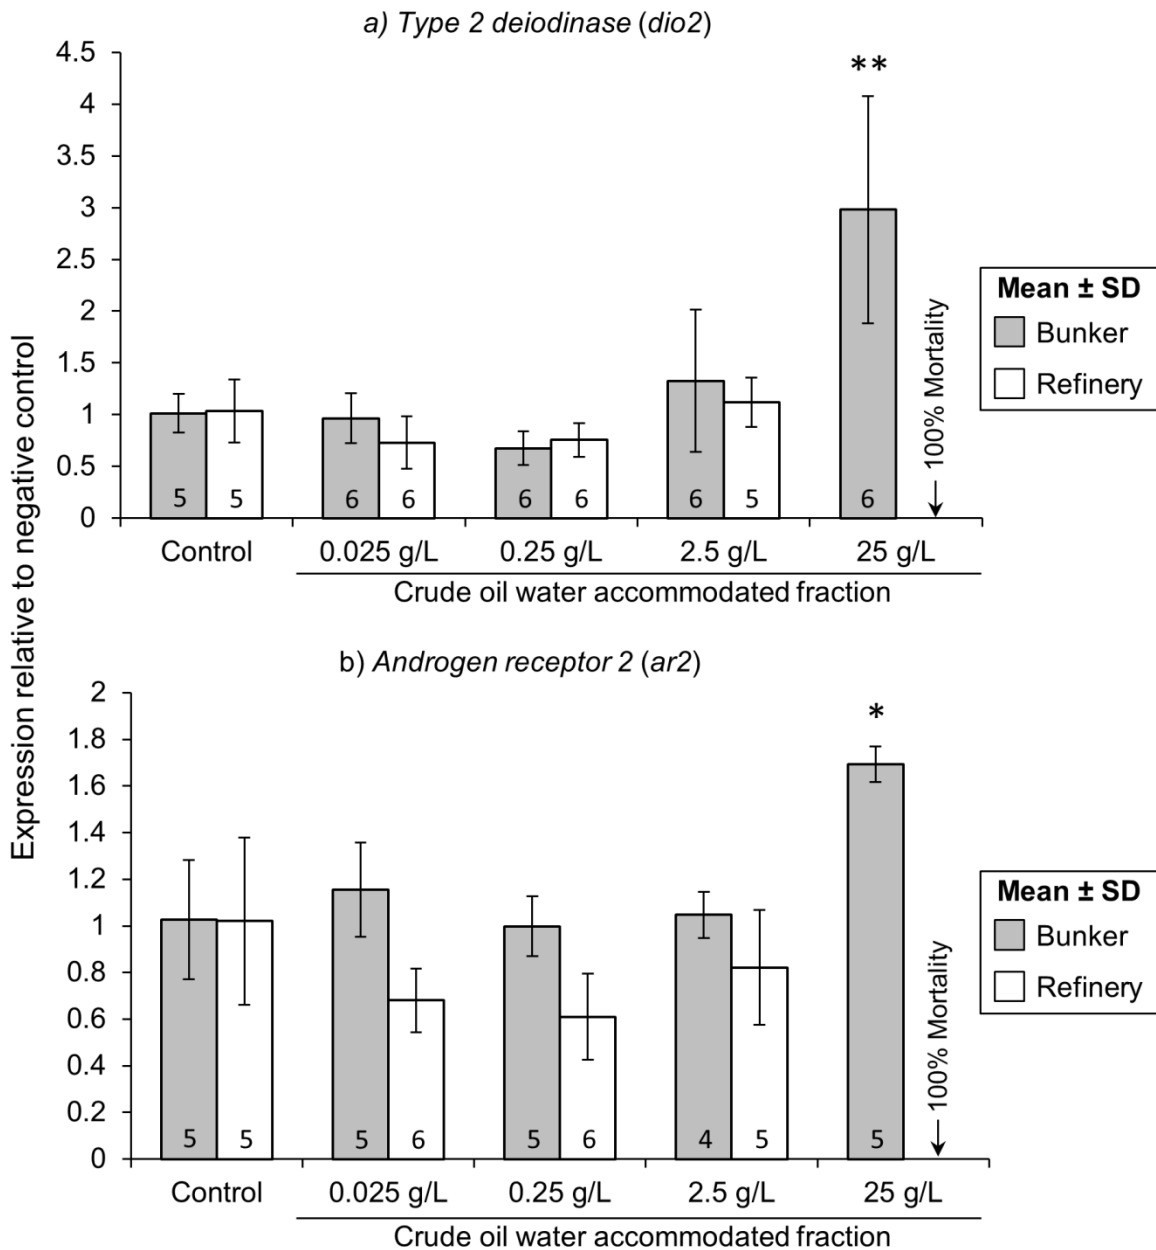 a) Type 2 deiodinase (dio2)
Expression relative to negative control
4.5
4
3.5
3
2.5
2
1.5
1
0.5
0
**
5 5 6 6 6 6 6 5 6
100% Mortality
Control 0.025 g/L 0.25 g/L 2.5 g/L 25 g/L
Crude oil water accommodated fraction
Mean ± SD
Bunker
Refinery
b) Androgen receptor 2 (ar2)
2
1.8
1.6
1.4
1.2
1
0.8
0.6
0.4
0.2
0
*
5 5 5 6 5 6 4 5 5
100% Mortality
Control 0.025 g/L 0.25 g/L 2.5 g/L 25 g/L
Crude oil water accommodated fraction
Mean ± SD
Bunker
Refinery